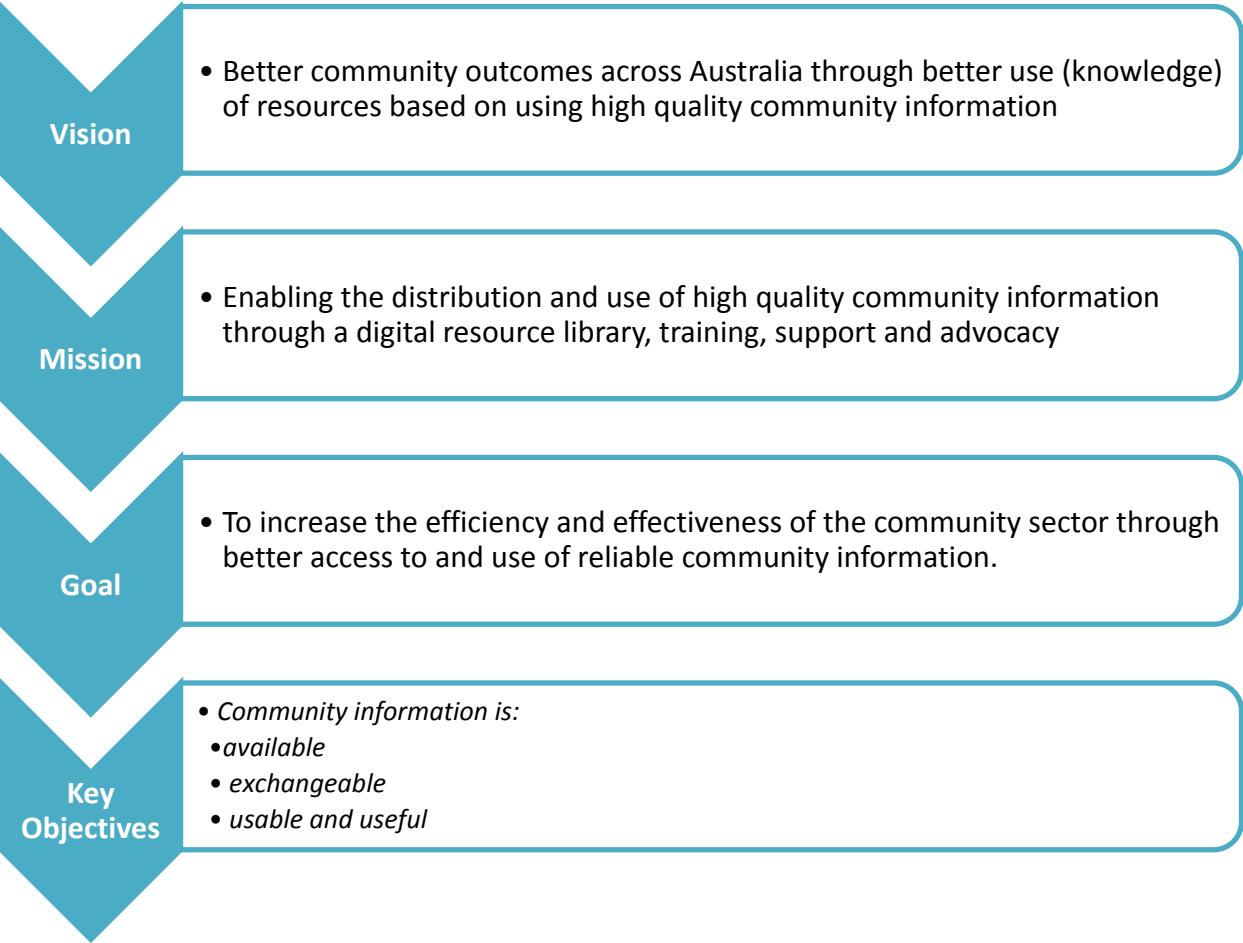 Vision
• Better community outcomes across Australia through better use (knowledge)
of resources based on using high quality community information
Mission
• Enabling the distribution and use of high quality community information
through a digital resource library, training, support and advocacy
Goal
• To increase the efficiency and effectiveness of the community sector through
better access to and use of reliable community information.
Key
Objectives
• Community information is:
•available
• exchangeable
• usable and useful